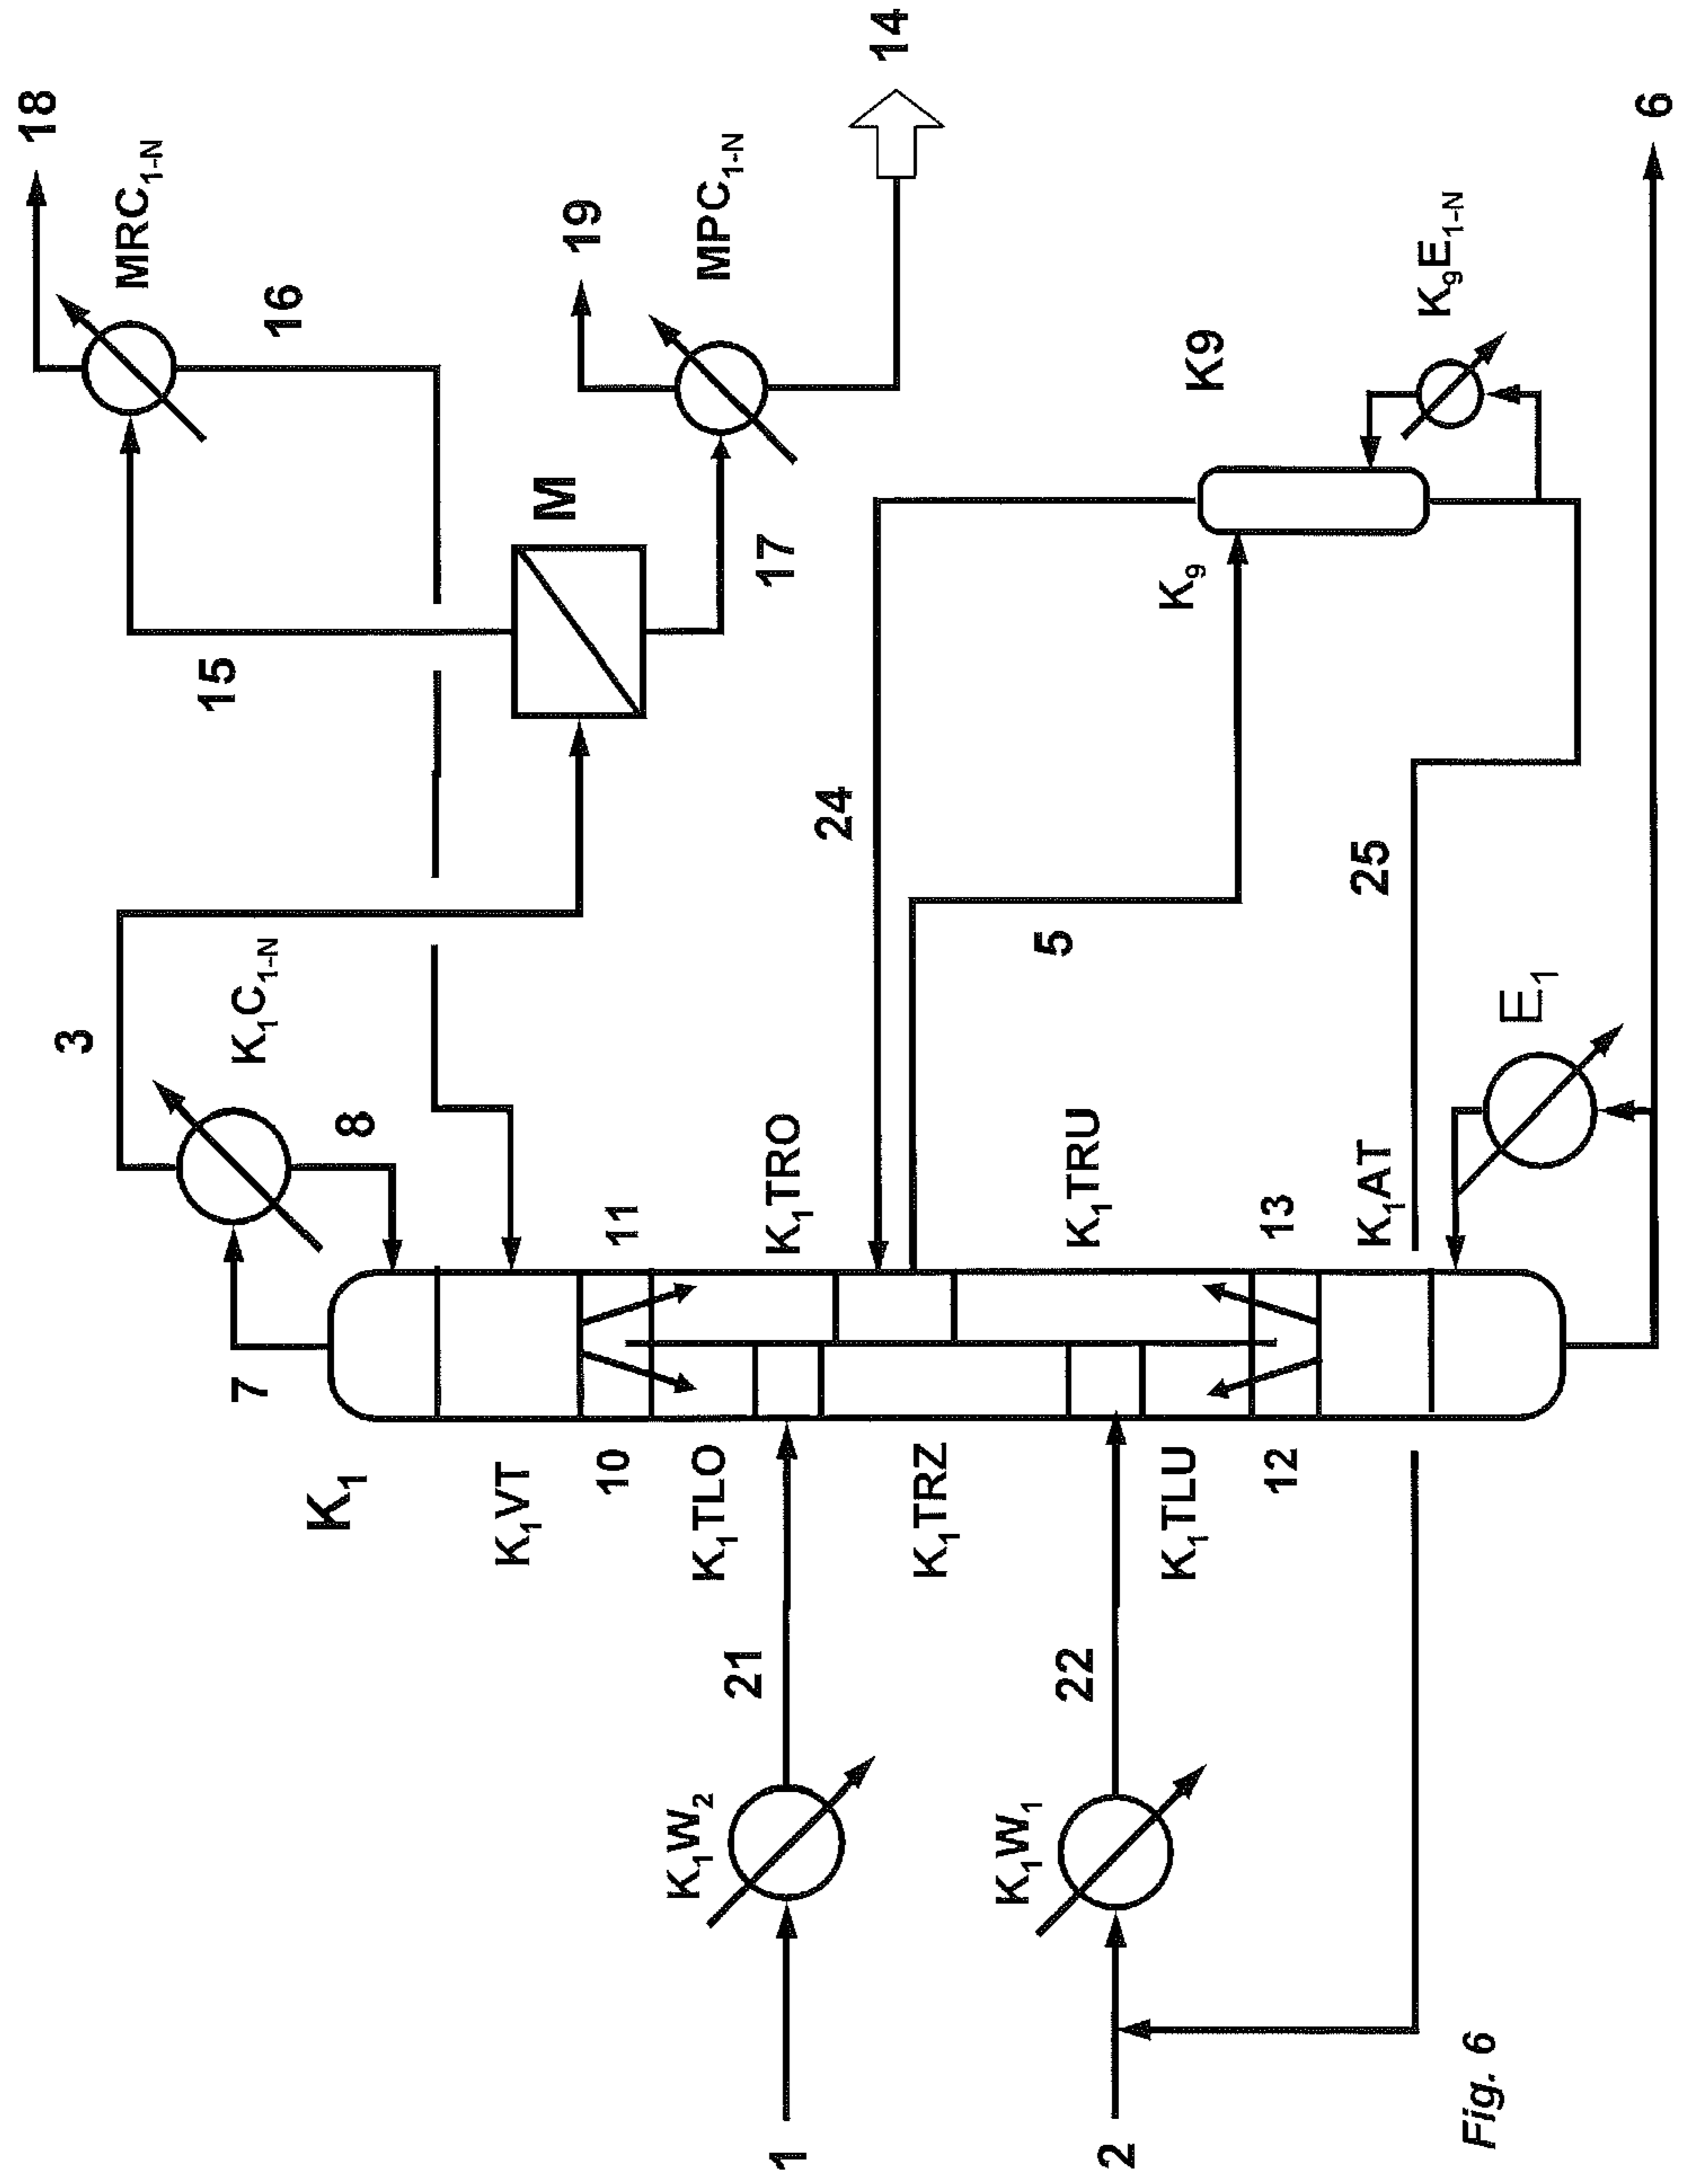 18
MRC₁₋N
16
15
3
K₁C₁₋N
8
7
K₁
19
MPC₁₋N
14
M
17
K₁VT
10
11
K₁TLO
K₁TRO
24
K9
K₉
K₉E₁₋N
5
25
K₁TRZ
K₁TRU
K₁TLU
12
13
K₁AT
E₁
6
21
K₁W₂
22
K₁W₁
1
2
Fig. 6